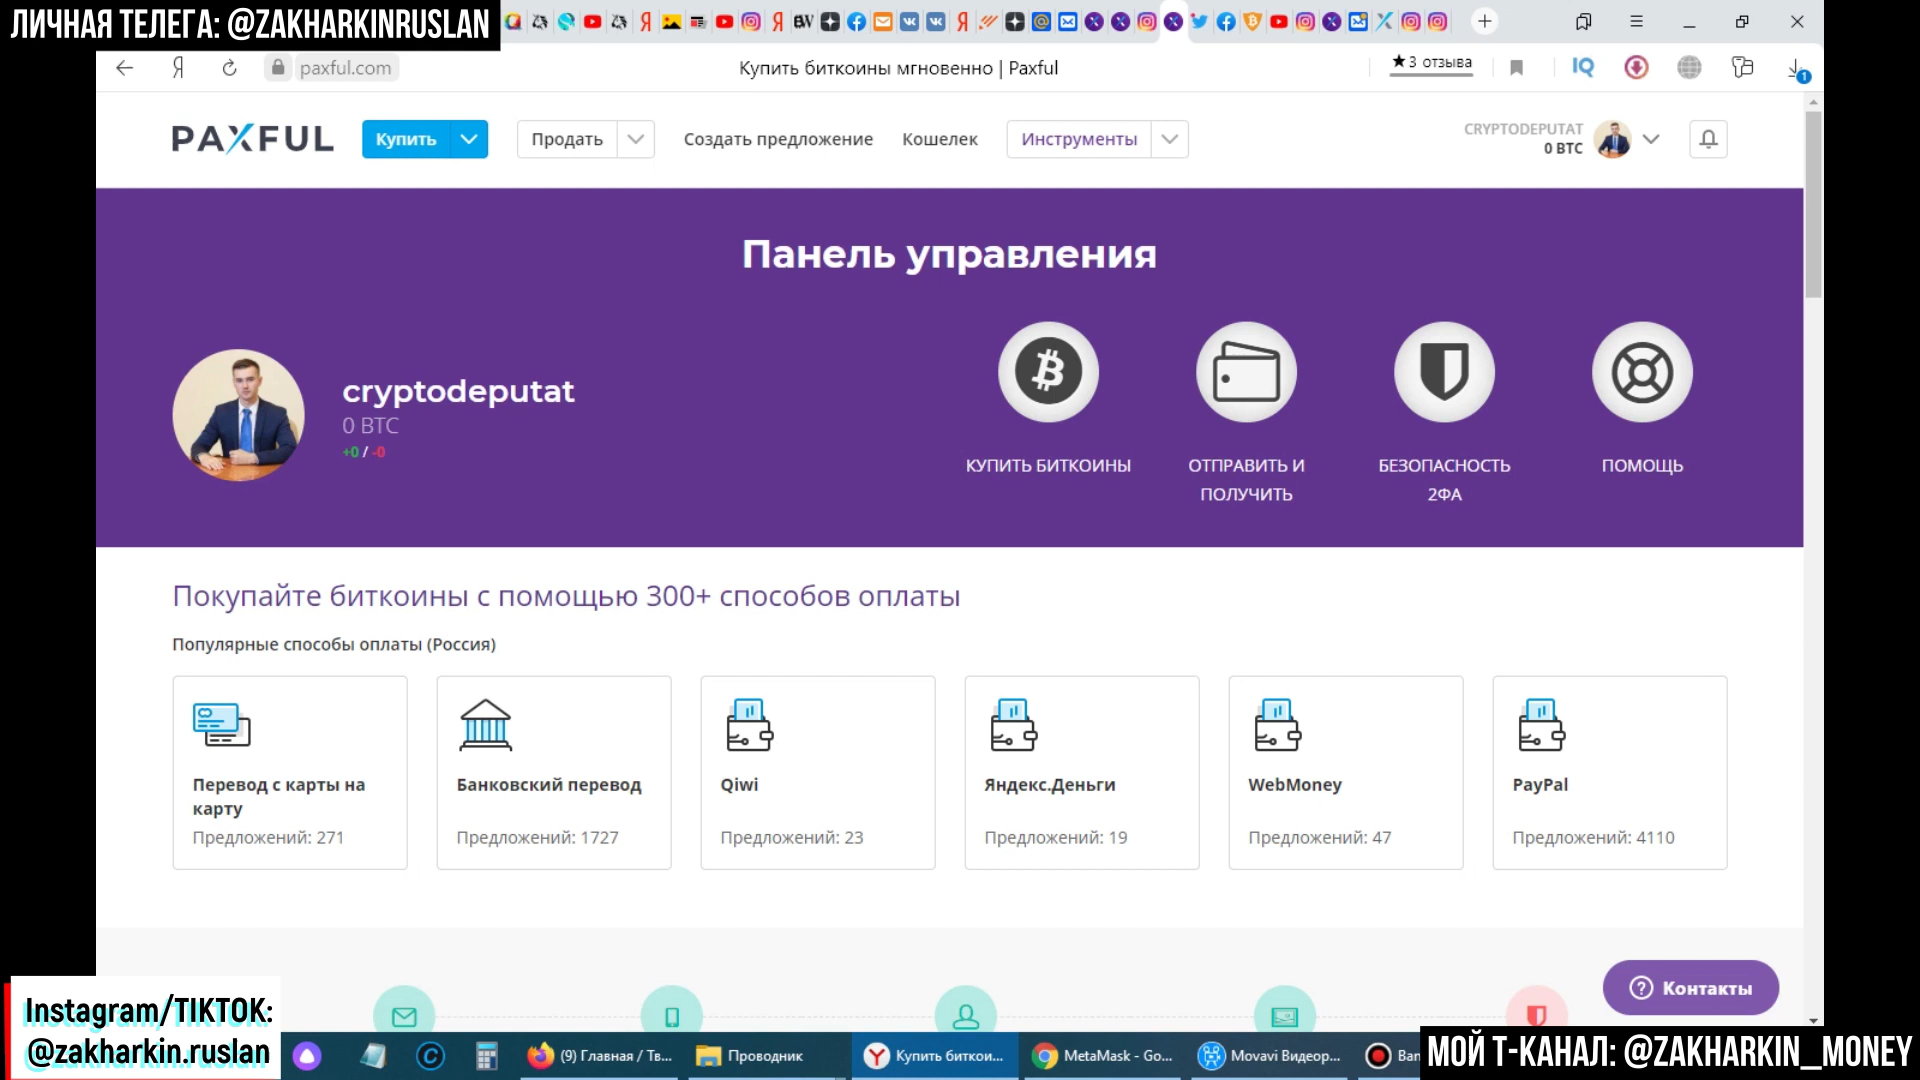 ЛИЧНАЯ ТЕЛЕГА: @ZAKHARKINRUSLAN
paxful.com
Купить биткоины мгновенно | Paxful
★3 отзыва
PAXFUL
Купить
Продать
Создать предложение
Кошелек
Инструменты
CRYPTODEPUTAT
0 BTC
Панель управления
cryptodeputat
0 BTC
+0 / -0
КУПИТЬ БИТКОИНЫ
ОТПРАВИТЬ И ПОЛУЧИТЬ
БЕЗОПАСНОСТЬ 2ФА
ПОМОЩЬ
Покупайте биткоины с помощью 300+ способов оплаты
Популярные способы оплаты (Россия)
Перевод с карты на карту
Предложений: 271
Банковский перевод
Предложений: 1727
Qiwi
Предложений: 23
Яндекс.Деньги
Предложений: 19
WebMoney
Предложений: 47
PayPal
Предложений: 4110
Контакты
Instagram/TIKTOK:
@zakharkin.ruslan
(9) Главная / Тв...
Проводник
Купить биткои...
MetaMask - Go...
Movavi Видеор...
Ban
МОЙ Т-КАНАЛ: @ZAKHARKIN_MONEY